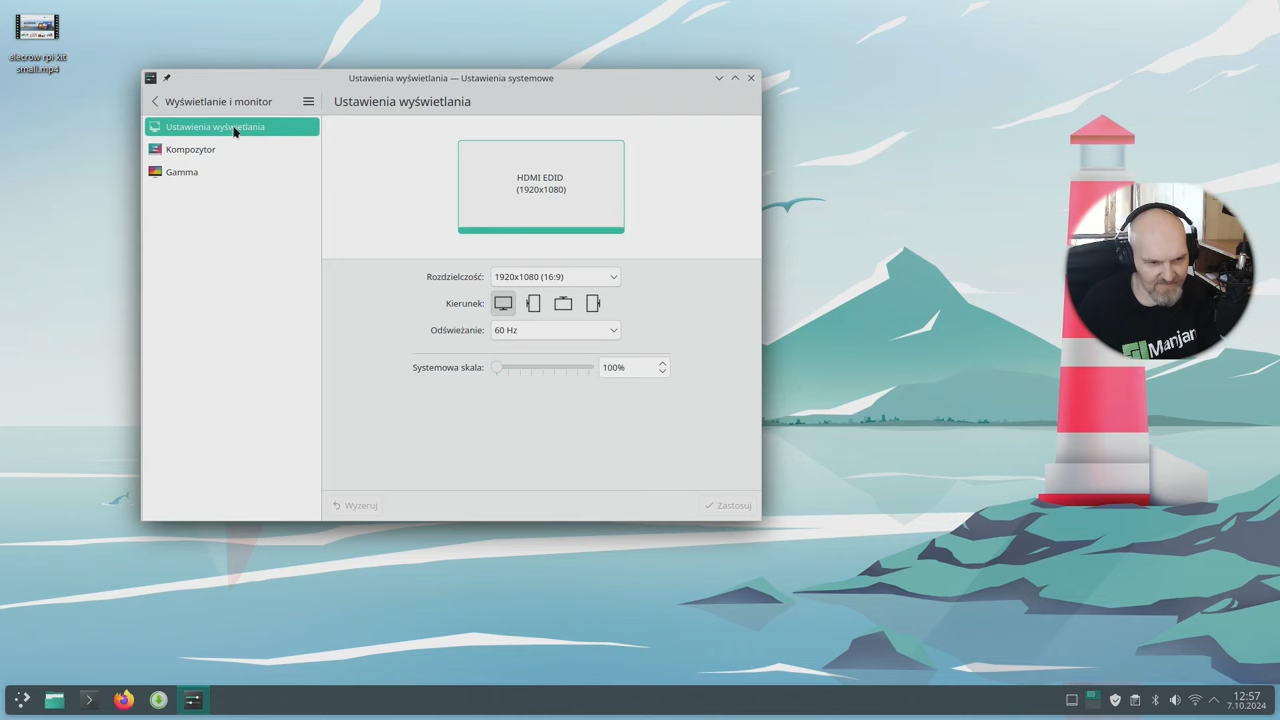 elecrow rpi kit
small.mp4
Ustawienia wyświetlania — Ustawienia systemowe
Wyświetlanie i monitor
Ustawienia wyświetlania
Ustawienia wyświetlania
Kompozytor
Gamma
HDMI EDID
(1920x1080)
Rozdzielczość:
1920x1080 (16:9)
Kierunek:
Odświeżanie:
60 Hz
Systemowa skala:
100%
Wyzeruj
Zastosuj
Manjar
12:57
7.10.2024